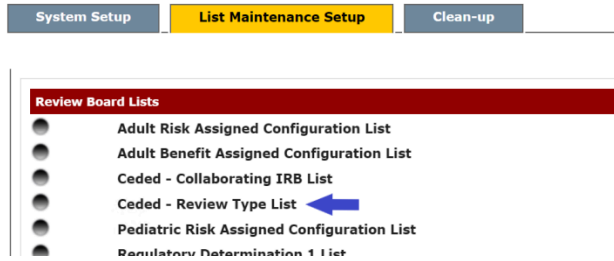 System Setup
List Maintenance Setup
Clean-up
Review Board Lists
Adult Risk Assigned Configuration List
Adult Benefit Assigned Configuration List
Ceded - Collaborating IRB List
Ceded - Review Type List
Pediatric Risk Assigned Configuration List
Regulatory Determination 1 List